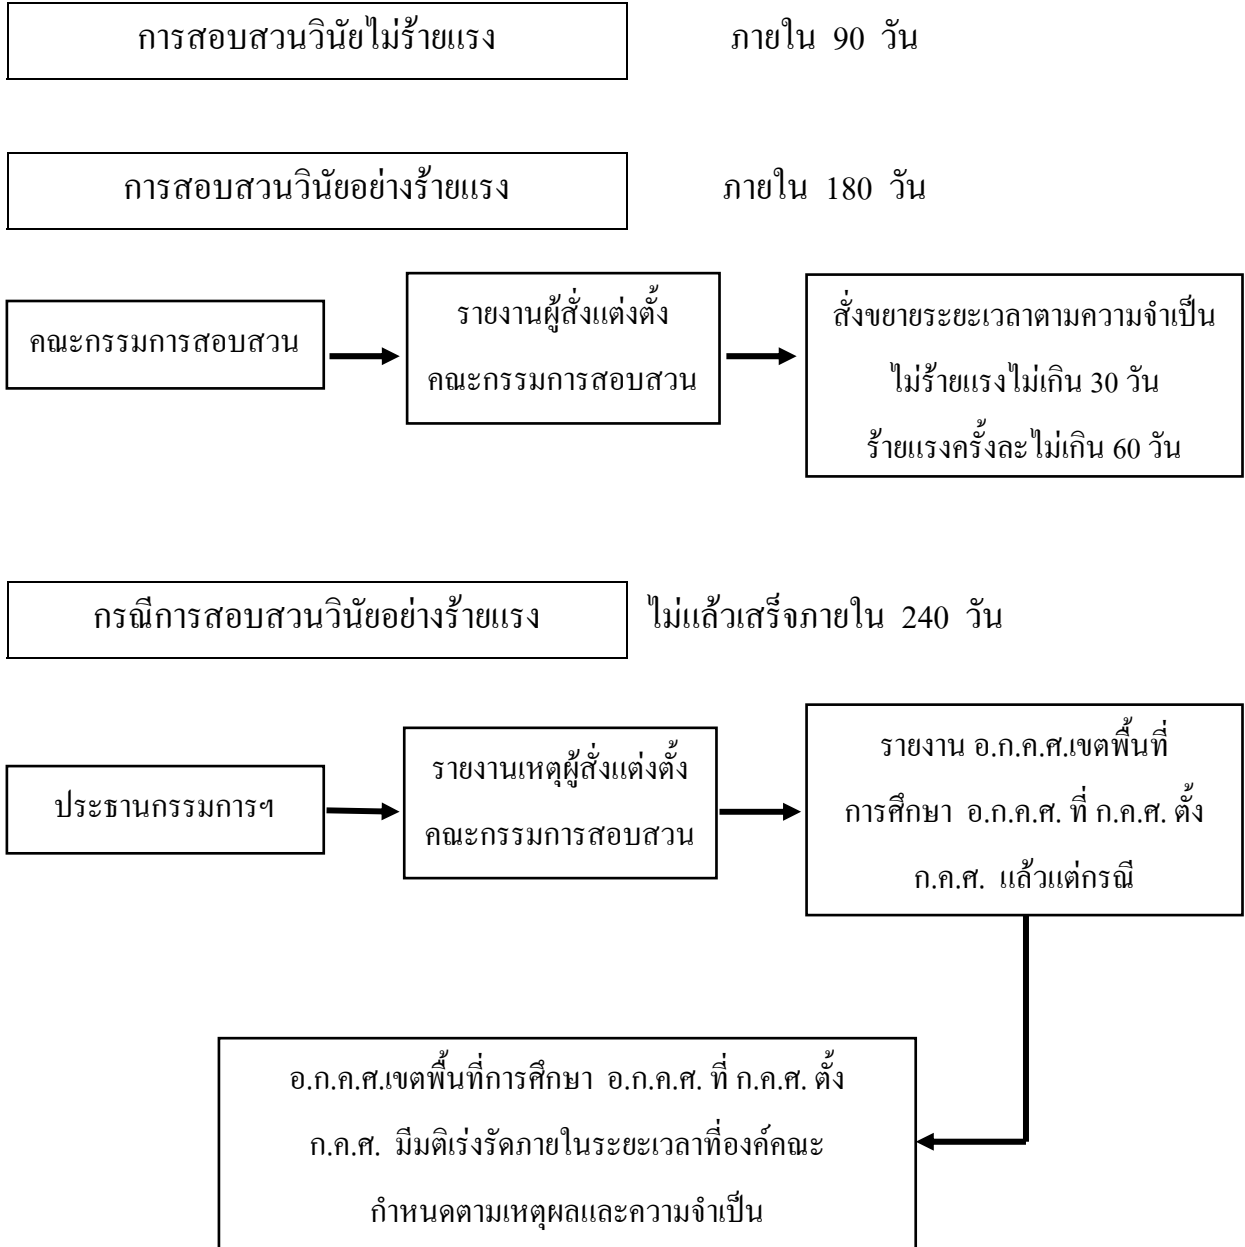 การสอบสวนวินัยไม่ร้ายแรง ภายใน 90 วัน
การสอบสวนวินัยอย่างร้ายแรง ภายใน 180 วัน
คณะกรรมการสอบสวน
รายงานผู้สั่งแต่งตั้ง
คณะกรรมการสอบสวน
สั่งขยายระยะเวลาตามความจำเป็น
ไม่ร้ายแรงไม่เกิน 30 วัน
ร้ายแรงครั้งละไม่เกิน 60 วัน
กรณีการสอบสวนวินัยอย่างร้ายแรง ไม่แล้วเสร็จภายใน 240 วัน
ประธานกรรมการฯ
รายงานเหตุผู้สั่งแต่งตั้ง
คณะกรรมการสอบสวน
รายงาน อ.ก.ค.ศ.เขตพื้นที่
การศึกษา อ.ก.ค.ศ. ที่ ก.ค.ศ. ตั้ง
ก.ค.ศ. แล้วแต่กรณี
อ.ก.ค.ศ.เขตพื้นที่การศึกษา อ.ก.ค.ศ. ที่ ก.ค.ศ. ตั้ง
ก.ค.ศ. มีมติเร่งรัดภายในระยะเวลาที่องค์คณะ
กำหนดตามเหตุผลและความจำเป็น